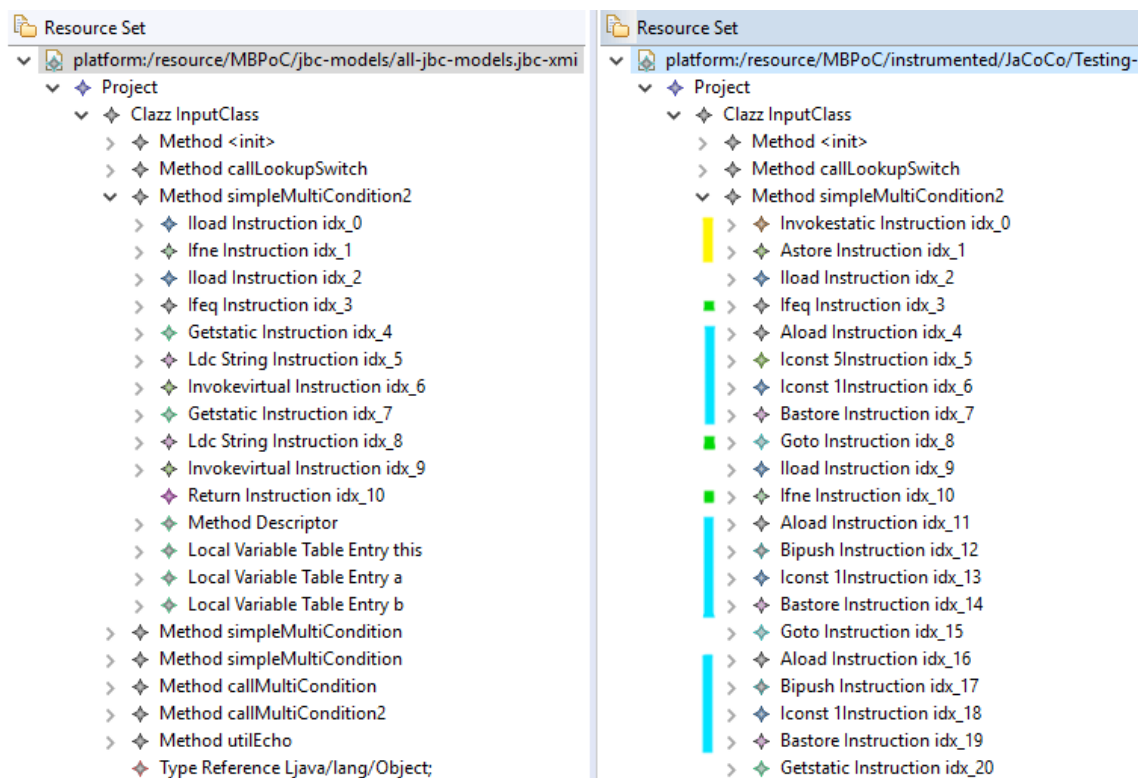 Resource Set
platform:/resource/MBPoC/jbc-models/all-jbc-models.jbc-xmi
Project
Clazz InputClass
Method <init>
Method callLookupSwitch
Method simpleMultiCondition2
Iload Instruction idx_0
Ifne Instruction idx_1
Iload Instruction idx_2
Ifeq Instruction idx_3
Getstatic Instruction idx_4
Ldc String Instruction idx_5
Invokevirtual Instruction idx_6
Getstatic Instruction idx_7
Ldc String Instruction idx_8
Invokevirtual Instruction idx_9
Return Instruction idx_10
Method Descriptor
Local Variable Table Entry this
Local Variable Table Entry a
Local Variable Table Entry b
Method simpleMultiCondition
Method simpleMultiCondition
Method callMultiCondition
Method callMultiCondition2
Method utilEcho
Type Reference Ljava/lang/Object;
Resource Set
platform:/resource/MBPoC/instrumented/JaCoCo/Testing-
Project
Clazz InputClass
Method <init>
Method callLookupSwitch
Method simpleMultiCondition2
Invokestatic Instruction idx_0
Astore Instruction idx_1
Iload Instruction idx_2
Ifeq Instruction idx_3
Aload Instruction idx_4
Iconst 5Instruction idx_5
Iconst 1Instruction idx_6
Bastore Instruction idx_7
Goto Instruction idx_8
Iload Instruction idx_9
Ifne Instruction idx_10
Aload Instruction idx_11
Bipush Instruction idx_12
Iconst 1Instruction idx_13
Bastore Instruction idx_14
Goto Instruction idx_15
Aload Instruction idx_16
Bipush Instruction idx_17
Iconst 1Instruction idx_18
Bastore Instruction idx_19
Getstatic Instruction idx_20